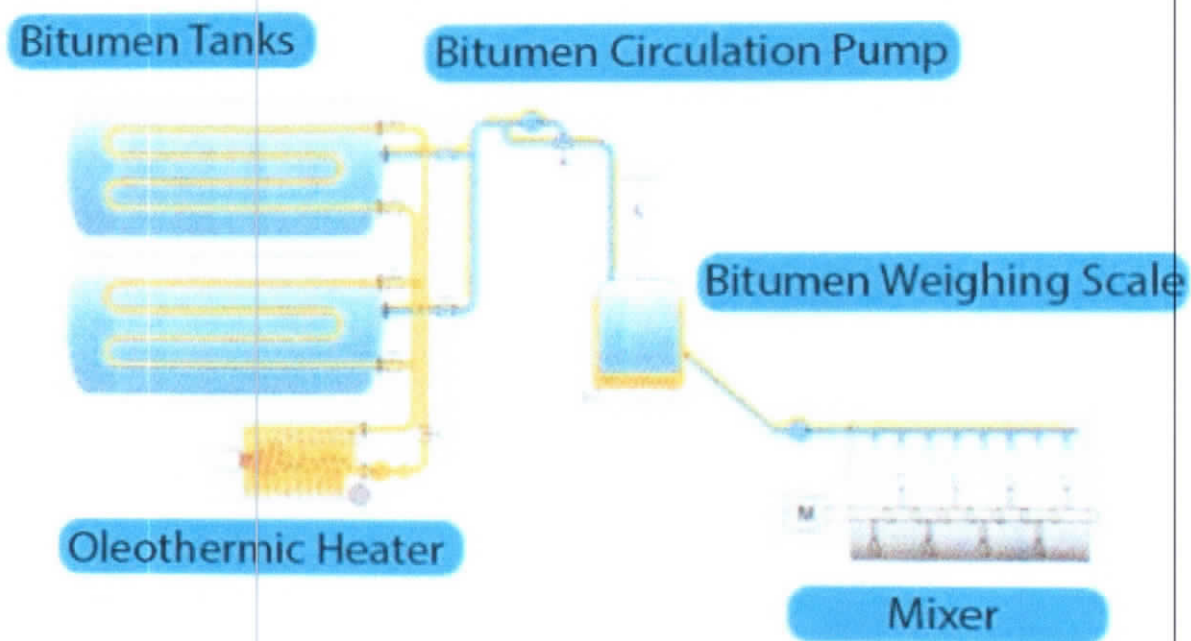 Bitumen Tanks
Bitumen Circulation Pump
Bitumen Weighing Scale
Oleothermic Heater
M
Mixer